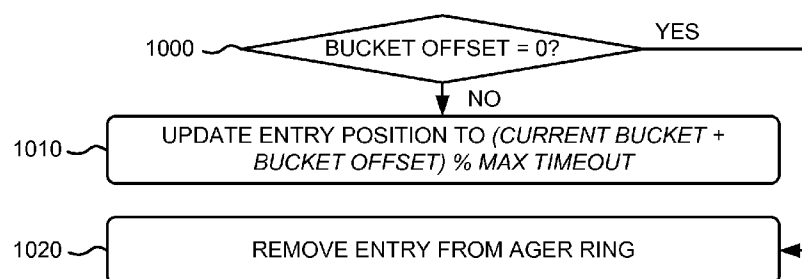 1000
BUCKET OFFSET = 0?
YES
NO
1010
UPDATE ENTRY POSITION TO (CURRENT BUCKET +
BUCKET OFFSET) % MAX TIMEOUT
1020
REMOVE ENTRY FROM AGER RING